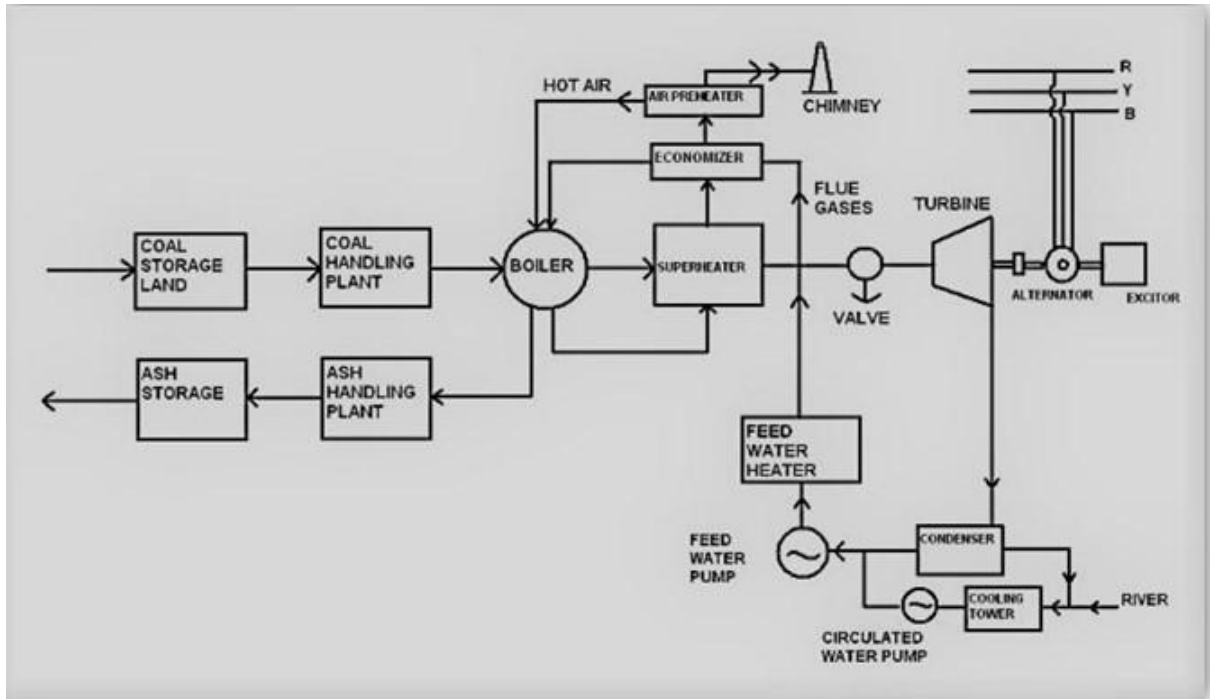 R
Y
B
HOT AIR
AIR PREHEATER
CHIMNEY
ECONOMIZER
FLUE
GASES
TURBINE
COAL
STORAGE
LAND
COAL
HANDLING
PLANT
BOILER
SUPERHEATER
VALVE
ALTERNATOR
EXCITOR
ASH
STORAGE
ASH
HANDLING
PLANT
FEED
WATER
HEATER
FEED
WATER
PUMP
CONDENSER
COOLING
TOWER
RIVER
CIRCULATED
WATER PUMP